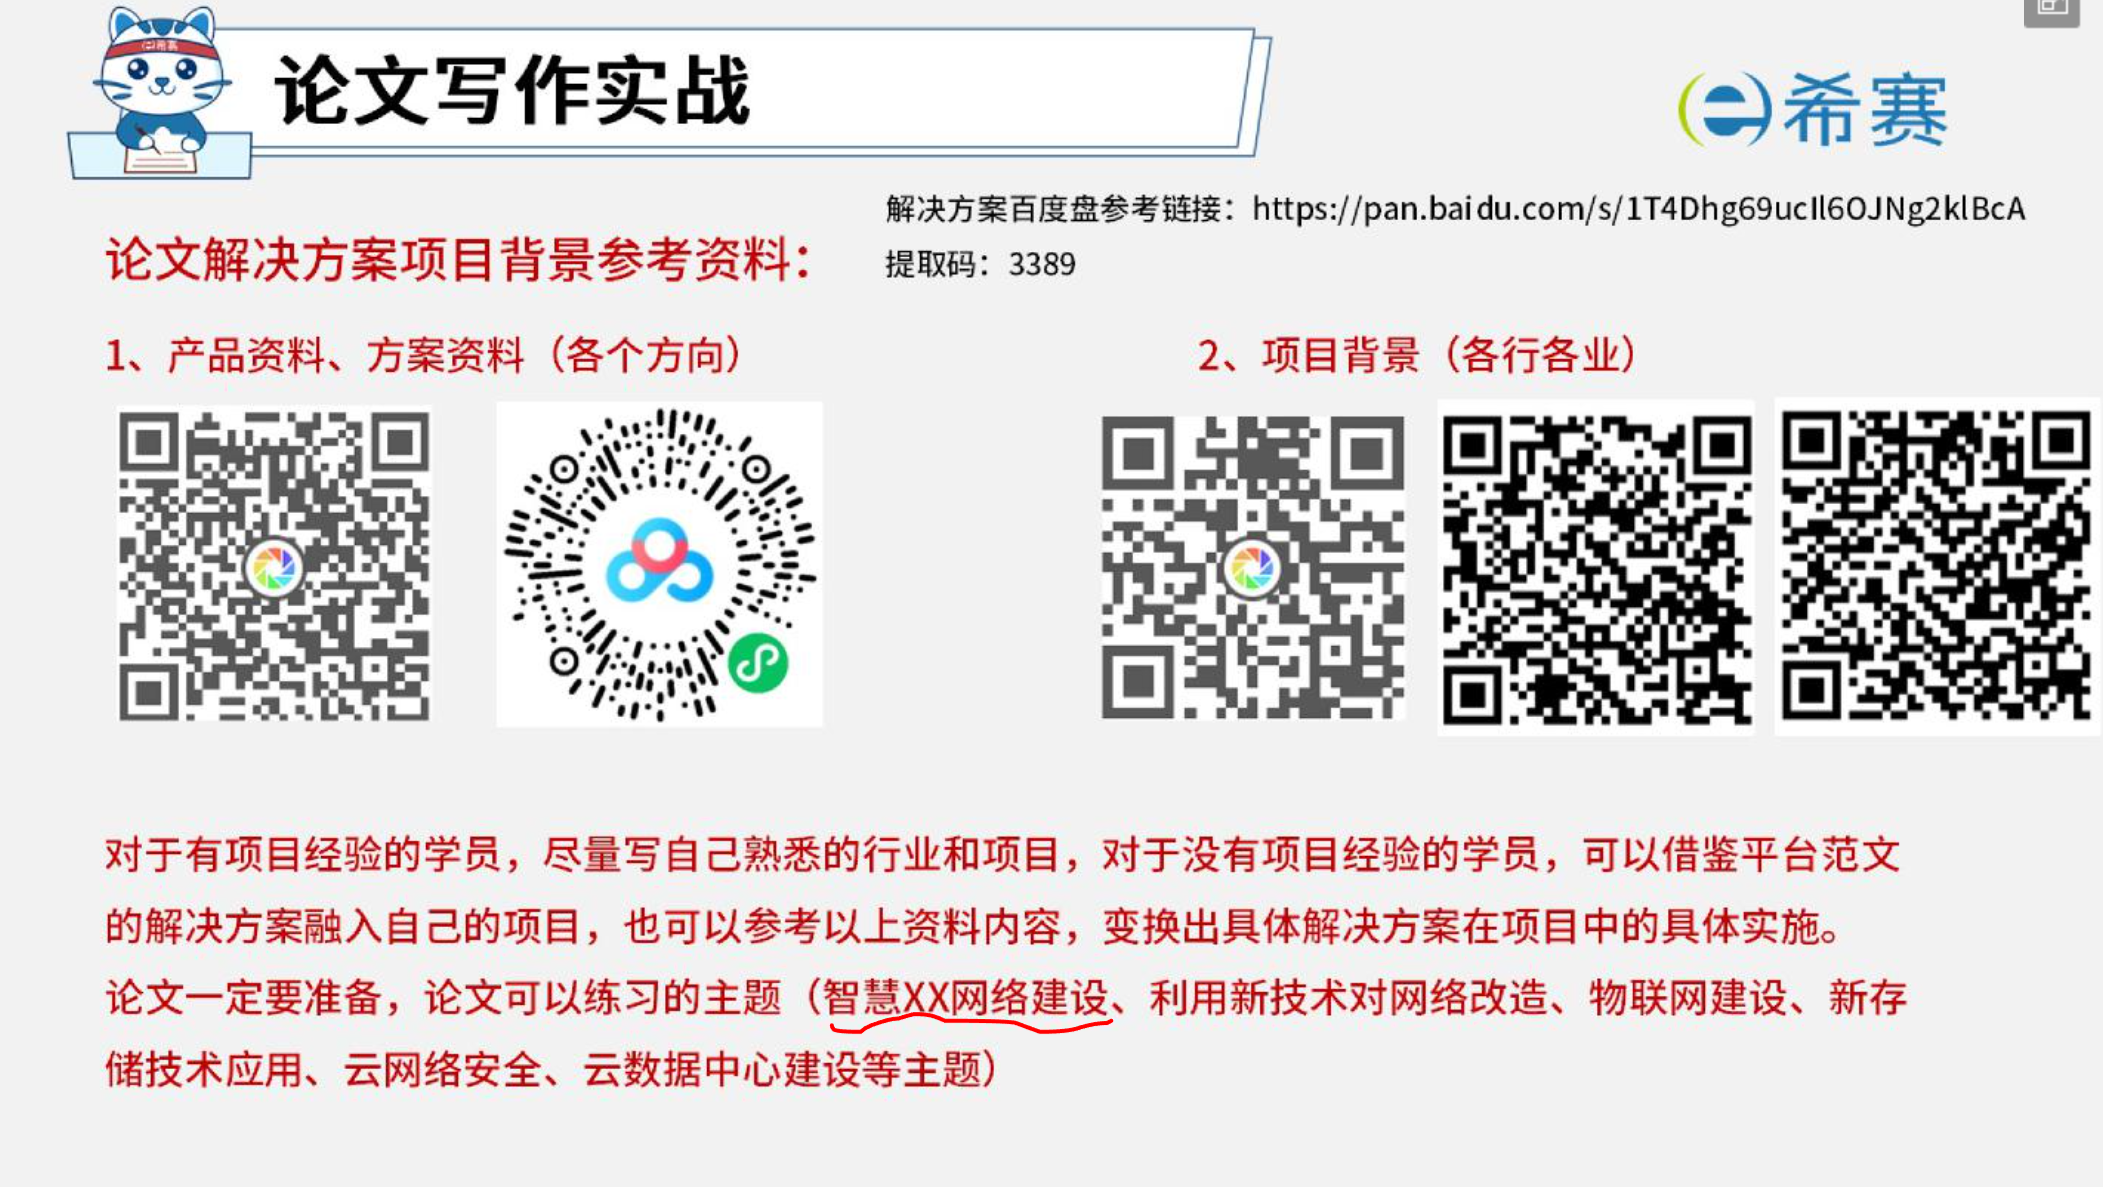 论文写作实战
希赛
解决方案百度盘参考链接：https://pan.baidu.com/s/1T4Dhg69ucIl6OJNg2klBcA
提取码：3389
论文解决方案项目背景参考资料：
1、产品资料、方案资料（各个方向）
2、项目背景（各行各业）
对于有项目经验的学员，尽量写自己熟悉的行业和项目，对于没有项目经验的学员，可以借鉴平台范文
的解决方案融入自己的项目，也可以参考以上资料内容，变换出具体解决方案在项目中的具体实施。
论文一定要准备，论文可以练习的主题（智慧XX网络建设、利用新技术对网络改造、物联网建设、新存
储技术应用、云网络安全、云数据中心建设等主题）